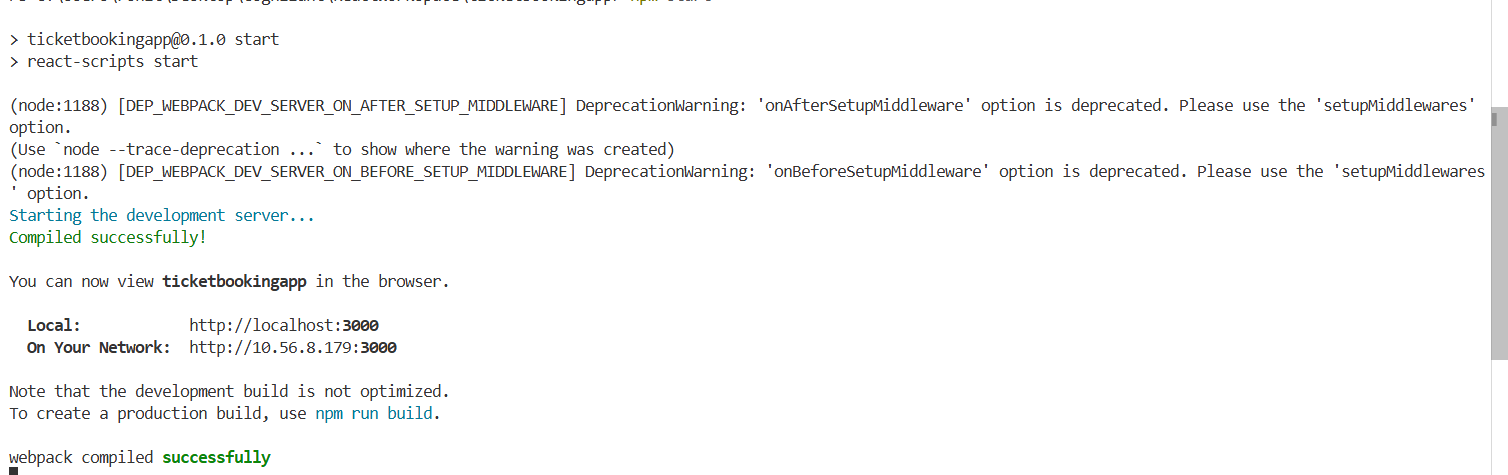 > ticketbookingapp@0.1.0 start
> react-scripts start
(node:1188) [DEP_WEBPACK_DEV_SERVER_ON_AFTER_SETUP_MIDDLEWARE] DeprecationWarning: 'onAfterSetupMiddleware' option is deprecated. Please use the 'setupMiddlewares'
option.
(Use `node --trace-deprecation ...` to show where the warning was created)
(node:1188) [DEP_WEBPACK_DEV_SERVER_ON_BEFORE_SETUP_MIDDLEWARE] DeprecationWarning: 'onBeforeSetupMiddleware' option is deprecated. Please use the 'setupMiddlewares
' option.
Starting the development server...
Compiled successfully!
You can now view ticketbookingapp in the browser.
Local: http://localhost:3000
On Your Network: http://10.56.8.179:3000
Note that the development build is not optimized.
To create a production build, use npm run build.
webpack compiled successfully